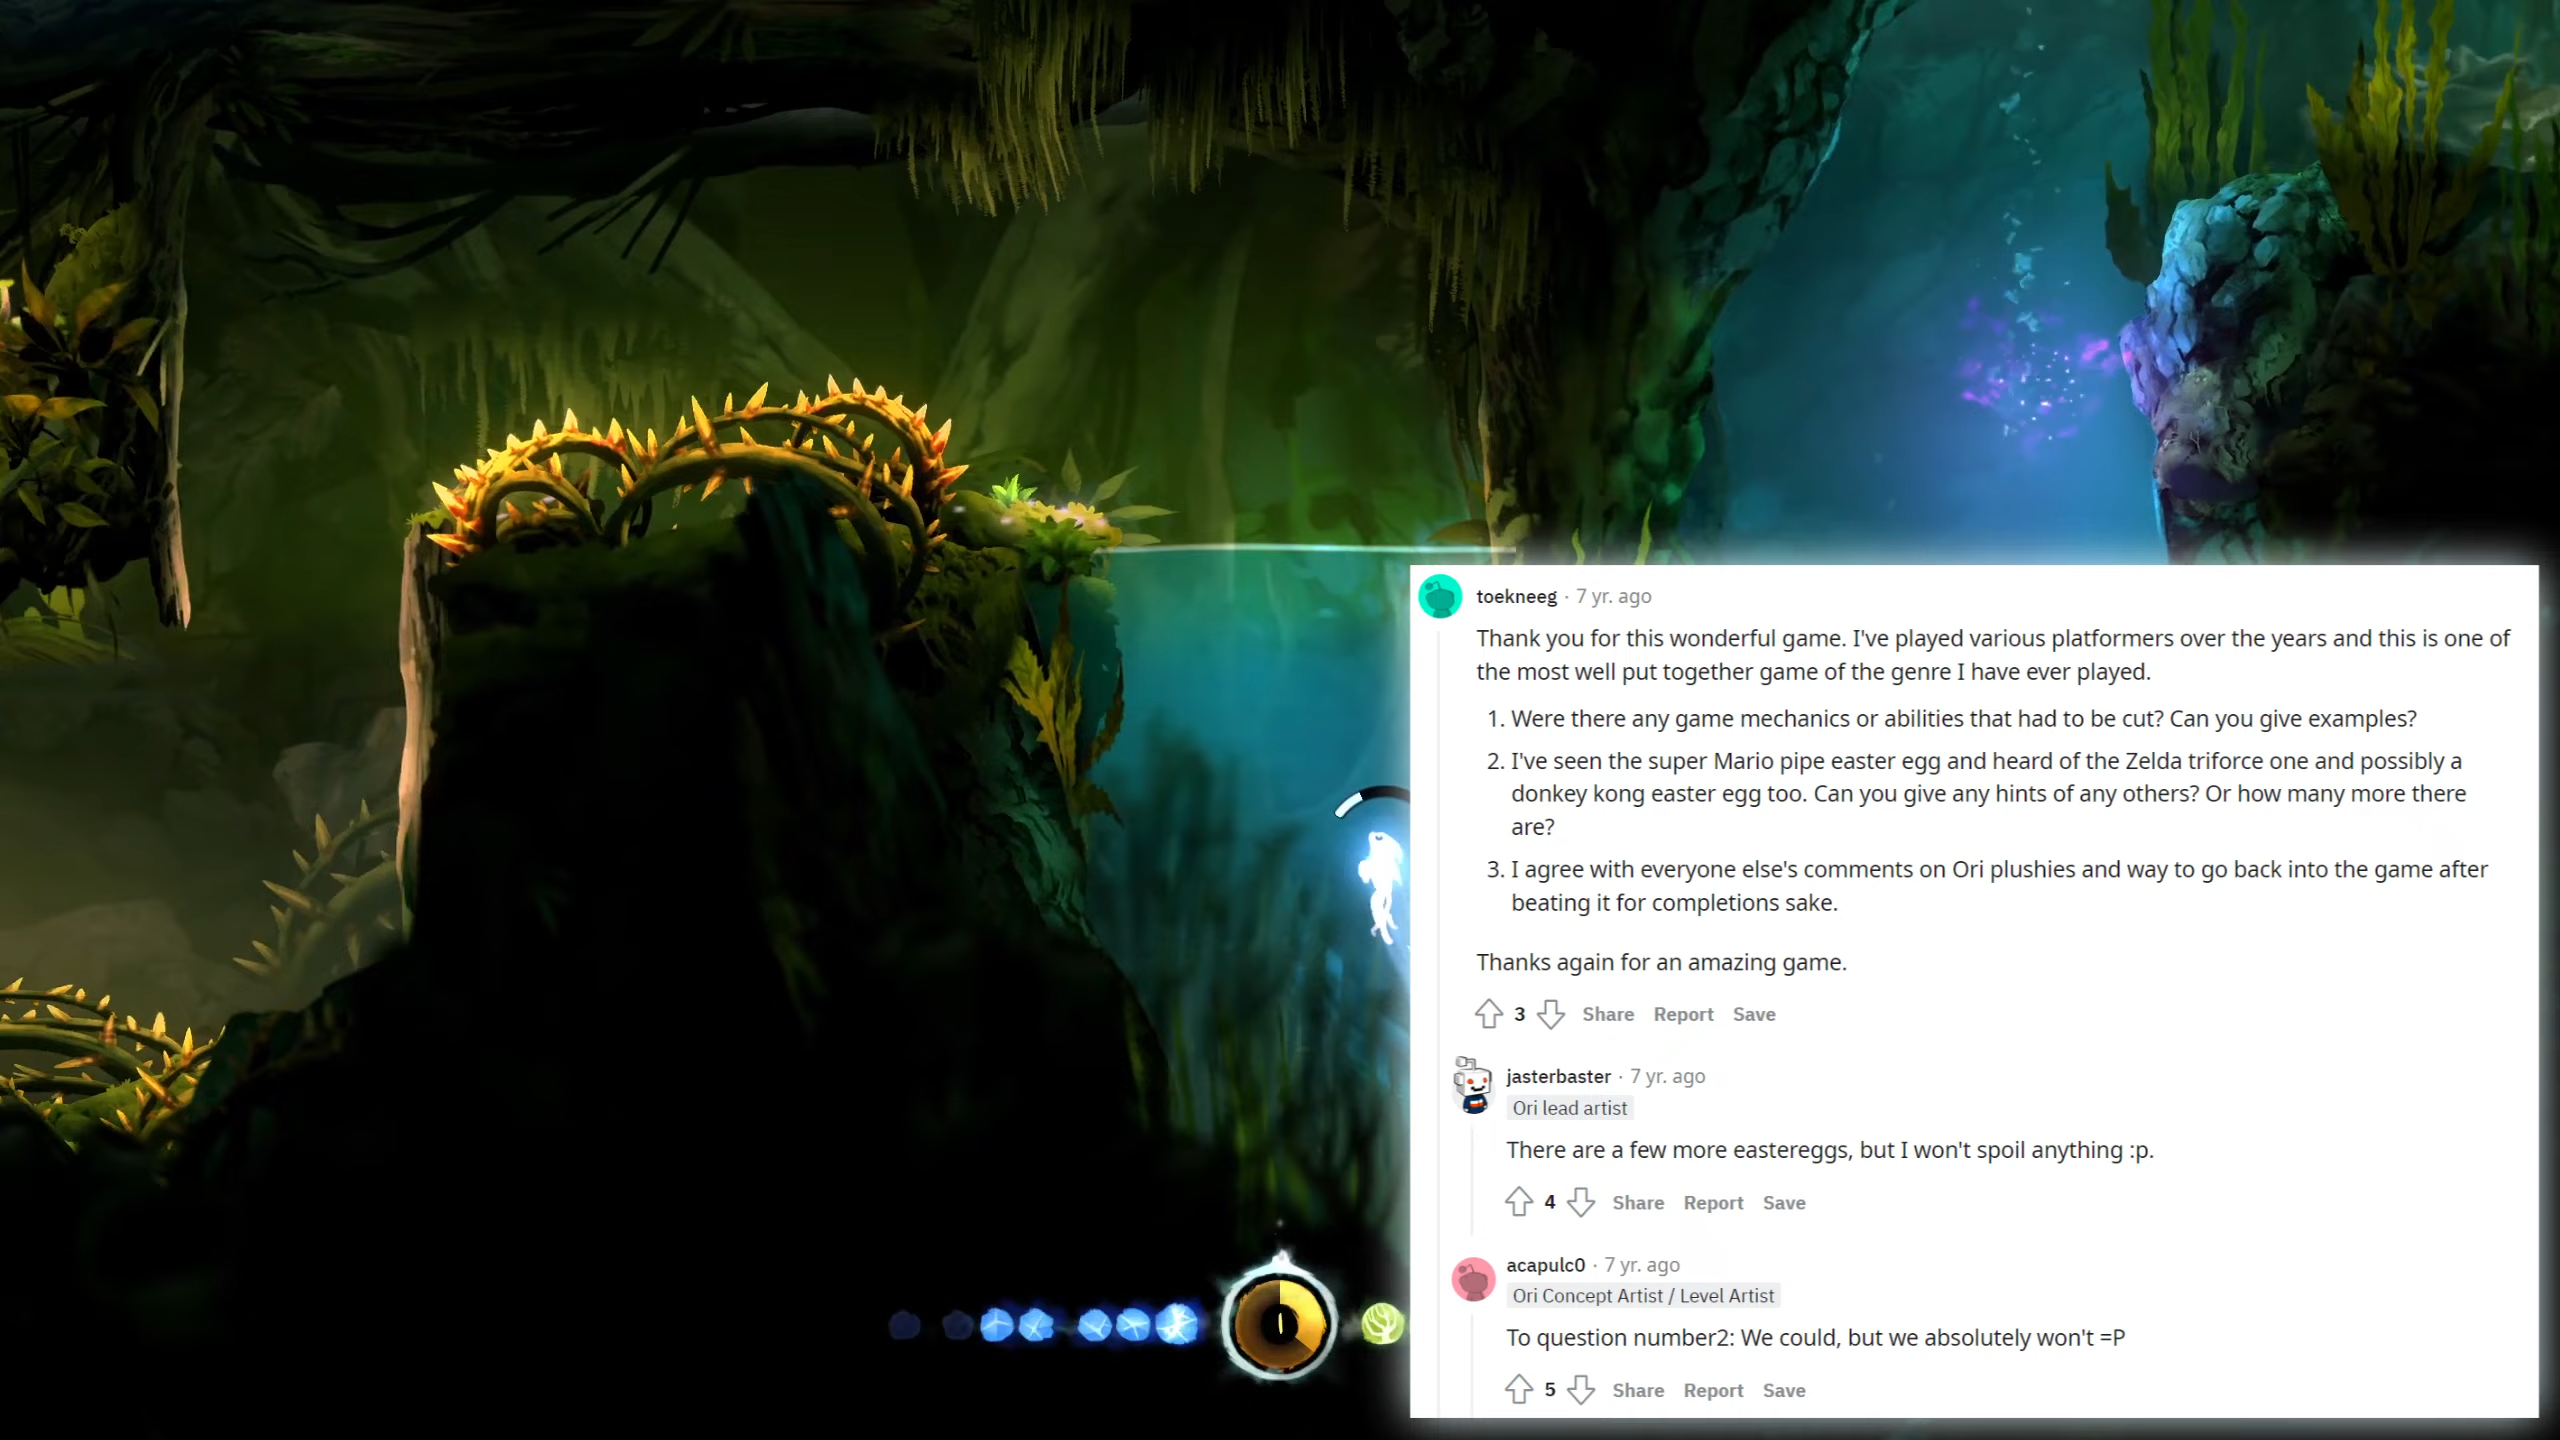 toekneeg · 7 yr. ago
Thank you for this wonderful game. I've played various platformers over the years and this is one of
the most well put together game of the genre I have ever played.
1. Were there any game mechanics or abilities that had to be cut? Can you give examples?
2. I've seen the super Mario pipe easter egg and heard of the Zelda triforce one and possibly a
donkey kong easter egg too. Can you give any hints of any others? Or how many more there
are?
3. I agree with everyone else's comments on Ori plushies and way to go back into the game after
beating it for completions sake.
Thanks again for an amazing game.
3 Share Report Save
jasterbaster · 7 yr. ago
Ori lead artist
There are a few more eastereggs, but I won't spoil anything :p.
4 Share Report Save
acapulc0 · 7 yr. ago
Ori Concept Artist / Level Artist
To question number2: We could, but we absolutely won't =P
5 Share Report Save